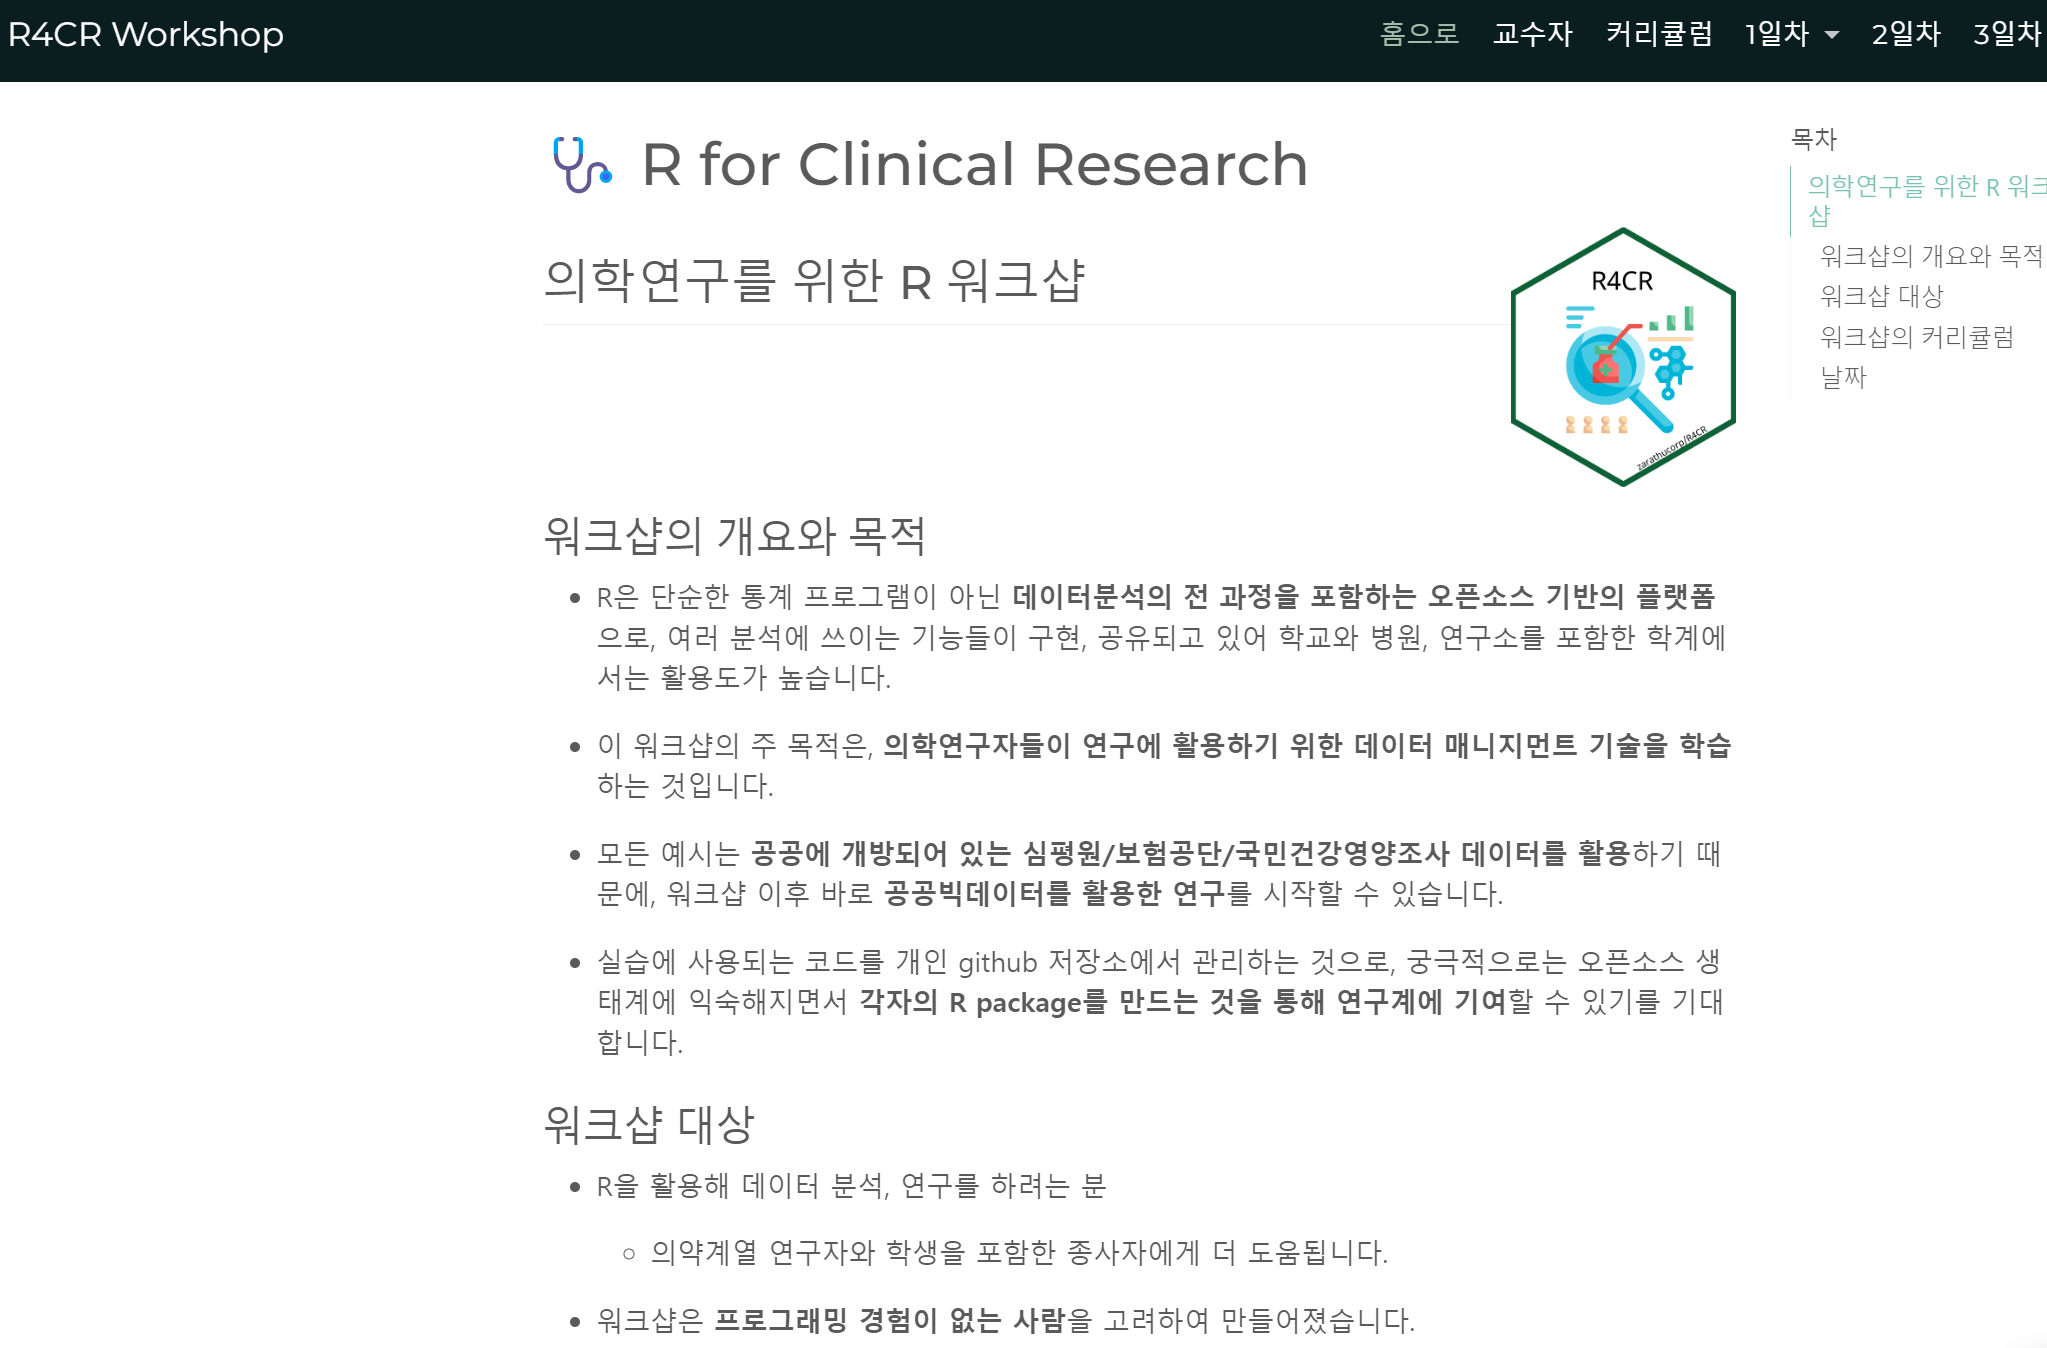 R4CR Workshop
홈으로 교수자 커리큘럼 1일차 2일차 3일차
R for Clinical Research
의학연구를 위한 R 워크샵
R4CR
zarathucorp/R4CR
워크샵의 개요와 목적
R은 단순한 통계 프로그램이 아닌 데이터분석의 전 과정을 포함하는 오픈소스 기반의 플랫폼
으로, 여러 분석에 쓰이는 기능들이 구현, 공유되고 있어 학교와 병원, 연구소를 포함한 학계에
서는 활용도가 높습니다.
이 워크샵의 주 목적은, 의학연구자들이 연구에 활용하기 위한 데이터 매니지먼트 기술을 학습
하는 것입니다.
모든 예시는 공공에 개방되어 있는 심평원/보험공단/국민건강영양조사 데이터를 활용하기 때
문에, 워크샵 이후 바로 공공빅데이터를 활용한 연구를 시작할 수 있습니다.
실습에 사용되는 코드를 개인 github 저장소에서 관리하는 것으로, 궁극적으로는 오픈소스 생
태계에 익숙해지면서 각자의 R package를 만드는 것을 통해 연구계에 기여할 수 있기를 기대
합니다.
워크샵 대상
R을 활용해 데이터 분석, 연구를 하려는 분
의약계열 연구자와 학생을 포함한 종사자에게 더 도움됩니다.
워크샵은 프로그래밍 경험이 없는 사람을 고려하여 만들어졌습니다.
목차
의학연구를 위한 R 워크
샵
워크샵의 개요와 목적
워크샵 대상
워크샵의 커리큘럼
날짜